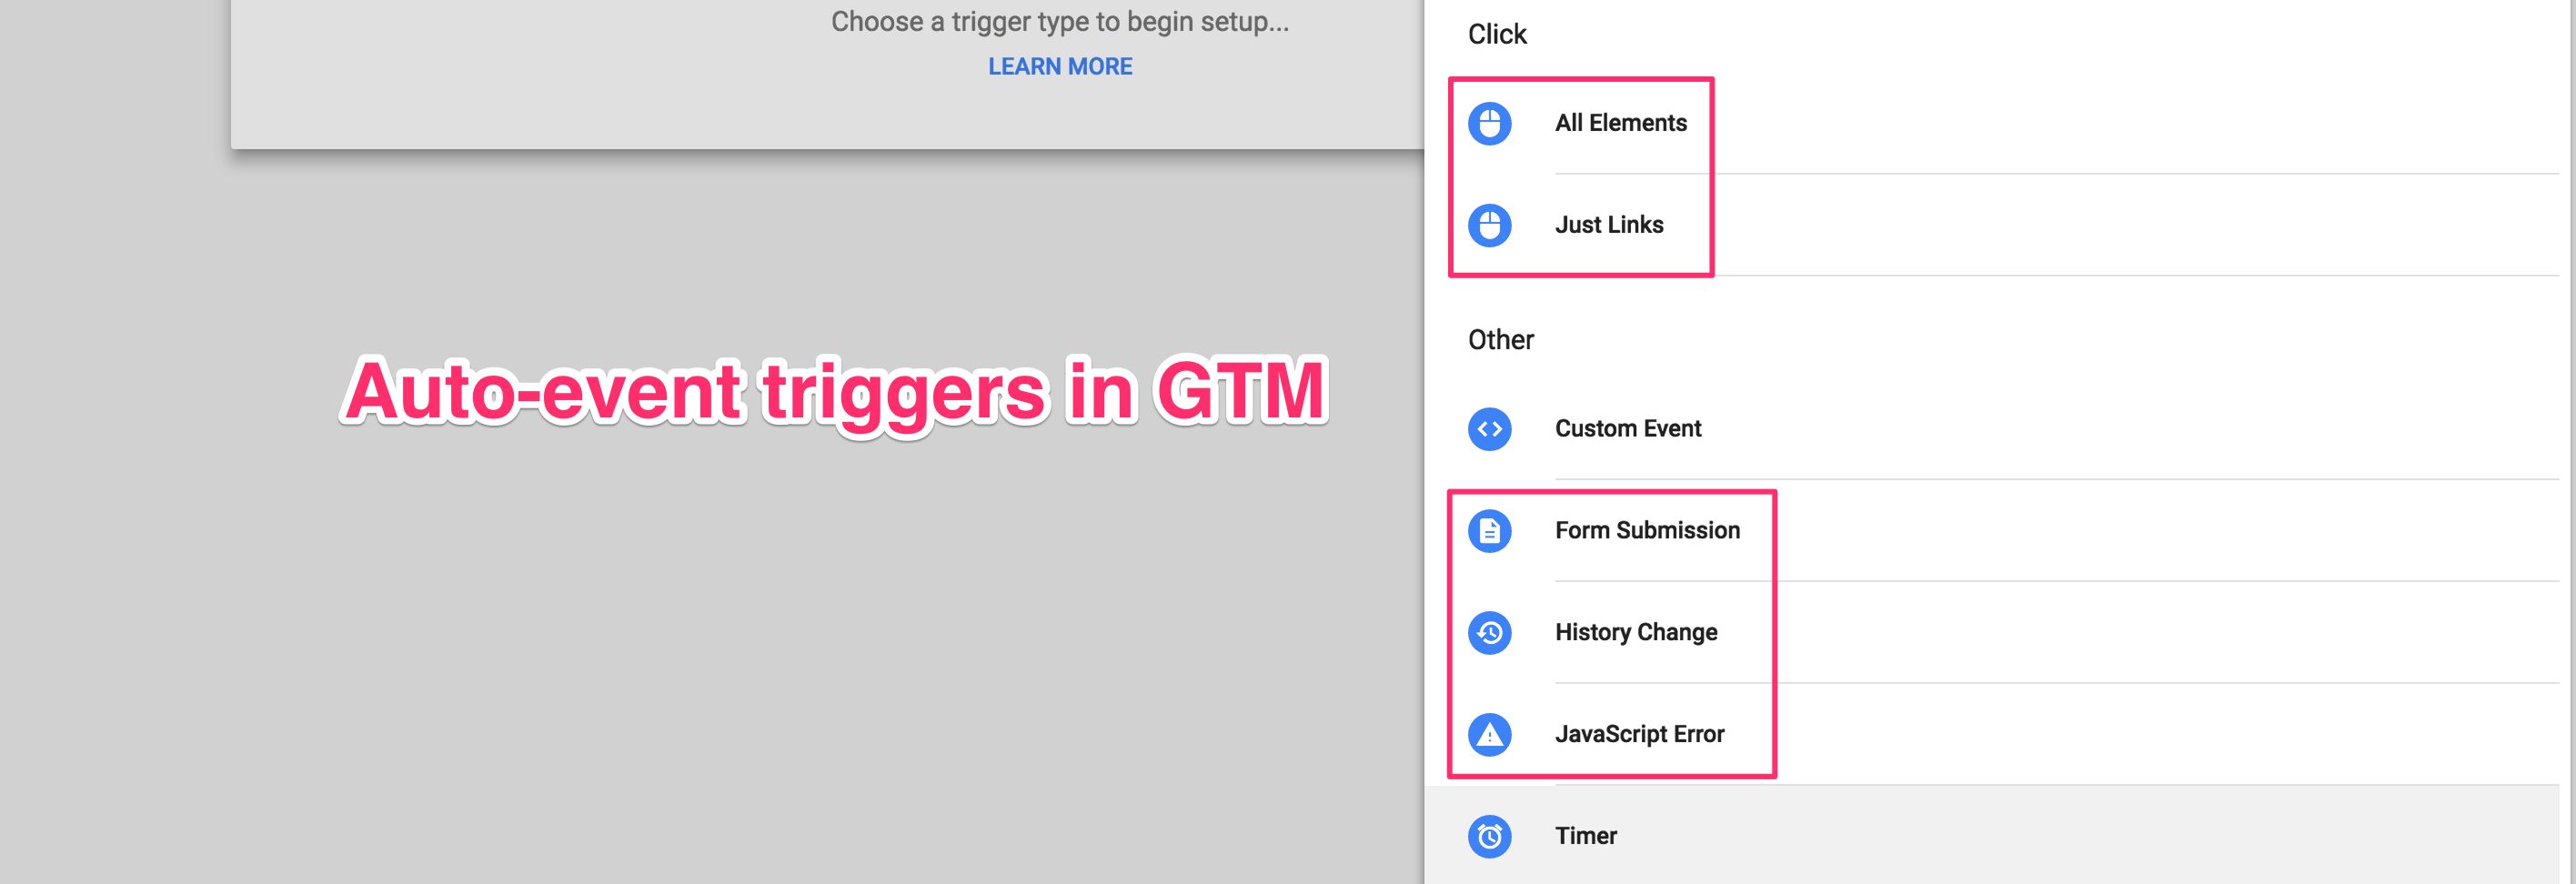 Choose a trigger type to begin setup...
LEARN MORE
Auto-event triggers in GTM
Click
All Elements
Just Links
Other
Custom Event
Form Submission
History Change
JavaScript Error
Timer